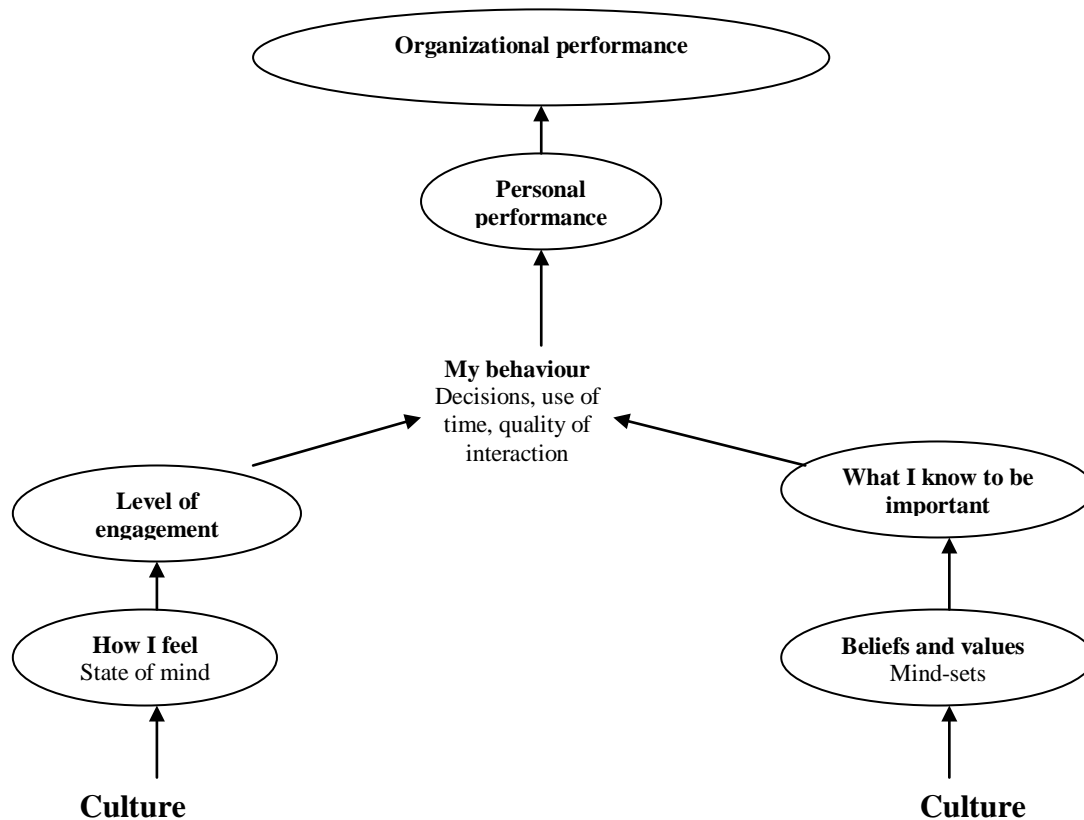 Organizational performance
Personal
performance
My behaviour
Decisions, use of
time, quality of
interaction
Level of
engagement
What I know to be
important
How I feel
State of mind
Beliefs and values
Mind-sets
Culture
Culture